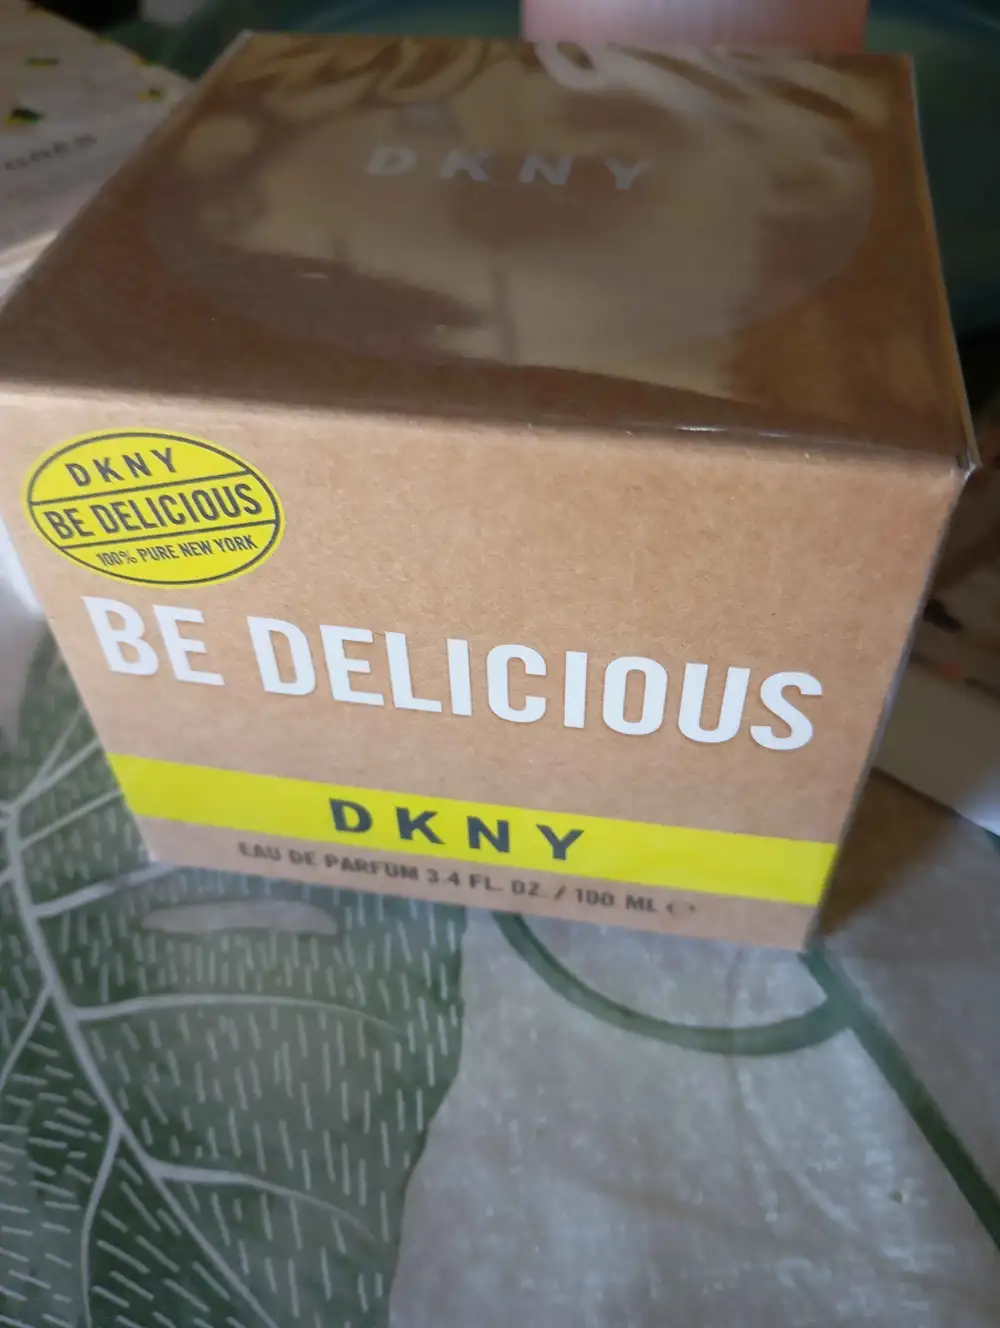 DKNY
DKNY
BE DELICIOUS
100% PURE NEW YORK
BE DELICIOUS
DKNY
EAU DE PARFUM 3.4 FL. OZ. / 100 ML